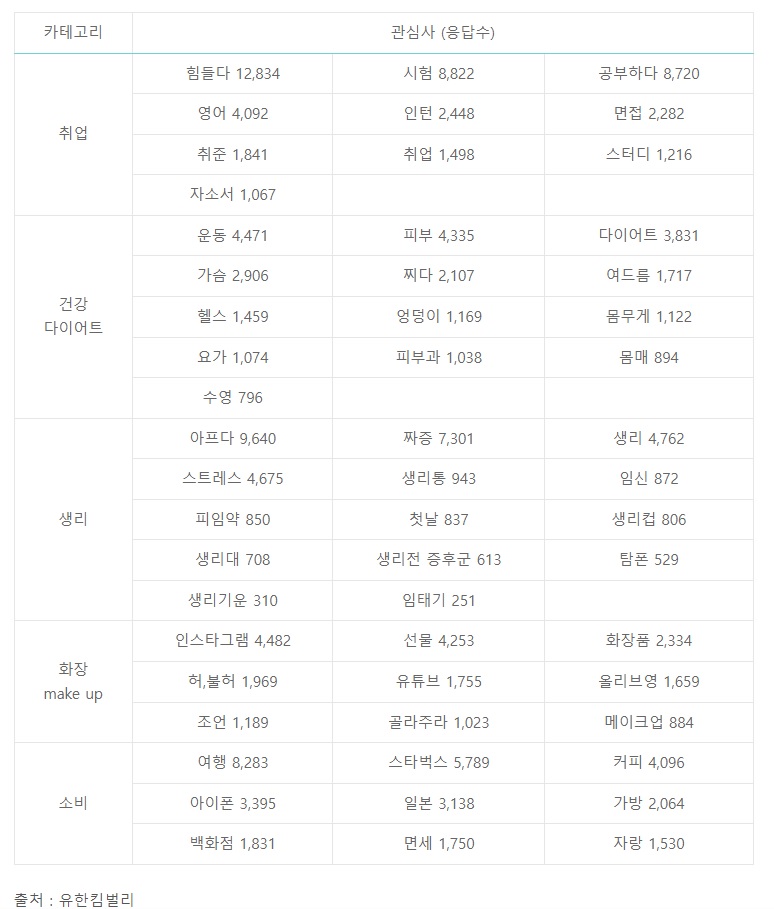 카테고리 관심사 (응답수)
힘들다 12,834 시험 8,822 공부하다 8,720
영어 4,092 인턴 2,448 면접 2,282
취업
취준 1,841 취업 1,498 스터디 1,216
자소서 1,067
운동 4,471 피부 4,335 다이어트 3,831
가슴 2,906 찌다 2,107 여드름 1,717
건강
다이어트
헬스 1,459 엉덩이 1,169 몸무게 1,122
요가 1,074 피부과 1,038 몸매 894
수영 796
아프다 9,640 짜증 7,301 생리 4,762
스트레스 4,675 생리통 943 임신 872
생리 피임약 850 첫날 837 생리컵 806
생리대 708 생리전 증후군 613 탐폰 529
생리기운 310 임태기 251
인스타그램 4,482 선물 4,253 화장품 2,334
화장
make up
허,불허 1,969 유튜브 1,755 올리브영 1,659
조언 1,189 골라주라 1,023 메이크업 884
여행 8,283 스타벅스 5,789 커피 4,096
소비 아이폰 3,395 일본 3,138 가방 2,064
백화점 1,831 면세 1,750 자랑 1,530
출처 : 유한킴벌리